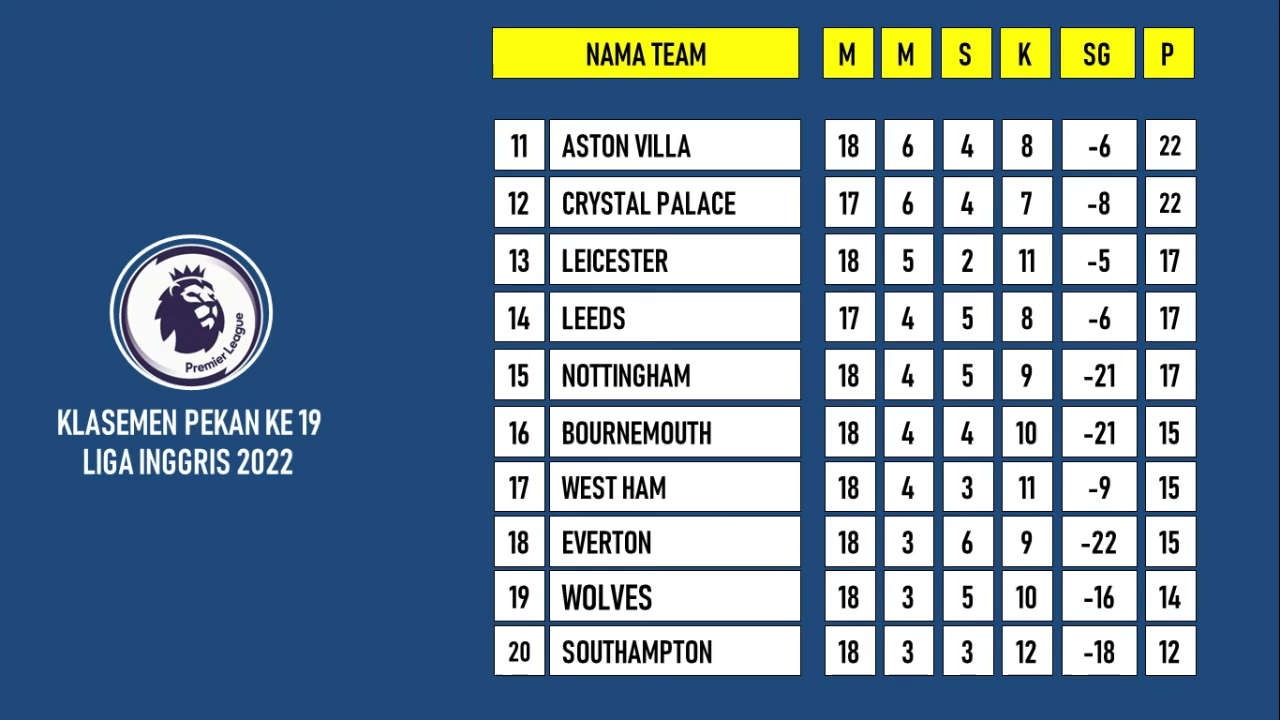 NAMA TEAM M M S K SG P
11 ASTON VILLA 18 6 4 8 -6 22
12 CRYSTAL PALACE 17 6 4 7 -8 22
13 LEICESTER 18 5 2 11 -5 17
14 LEEDS 17 4 5 8 -6 17
15 NOTTINGHAM 18 4 5 9 -21 17
16 BOURNEMOUTH 18 4 4 10 -21 15
17 WEST HAM 18 4 3 11 -9 15
18 EVERTON 18 3 6 9 -22 15
19 WOLVES 18 3 5 10 -16 14
20 SOUTHAMPTON 18 3 3 12 -18 12
Premier League
KLASEMEN PEKAN KE 19
LIGA INGGRIS 2022